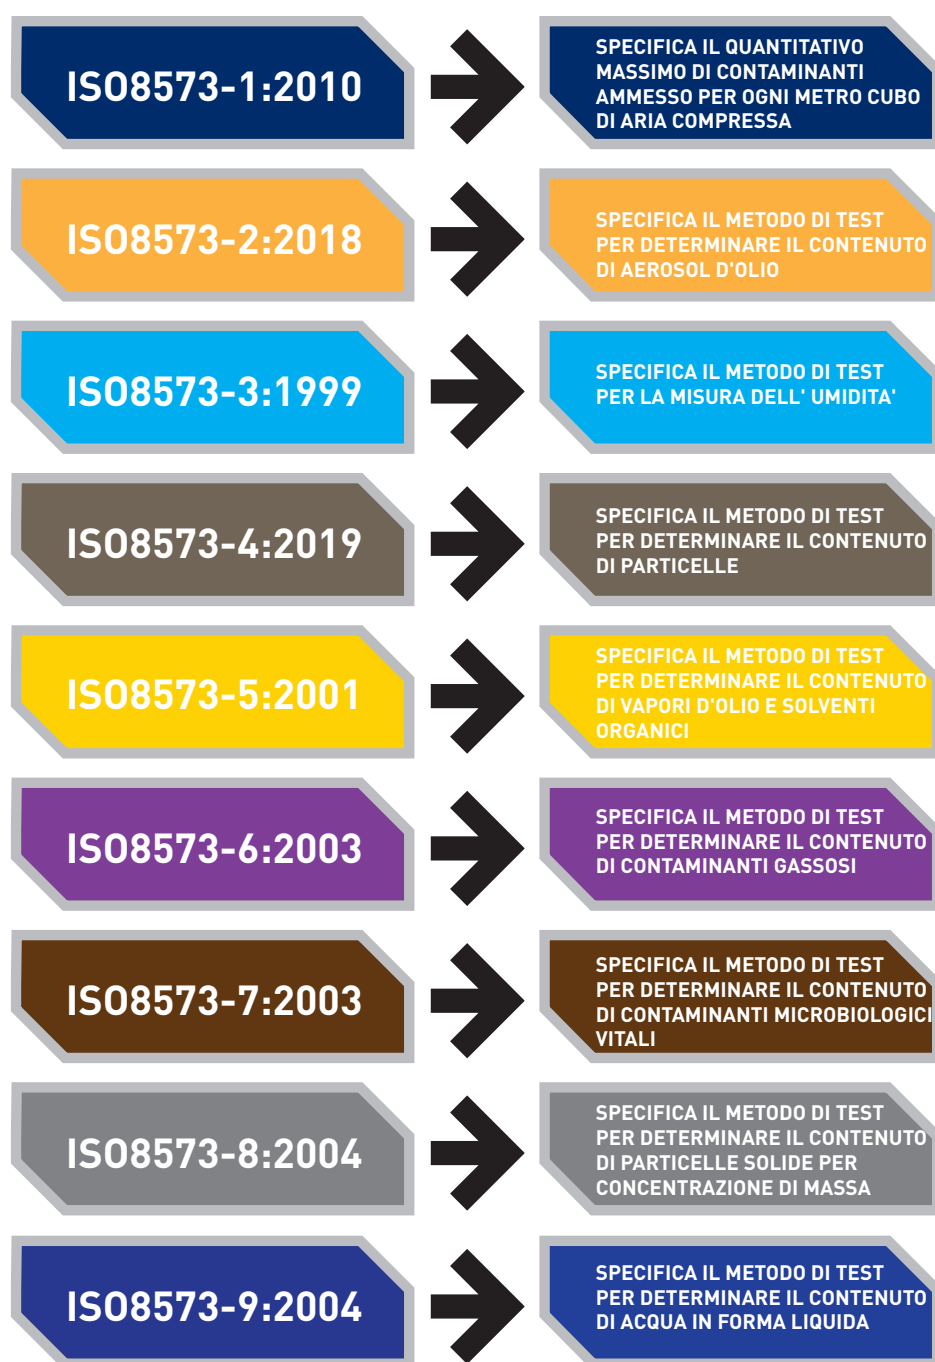 ISO8573-1:2010
SPECIFICA IL QUANTITATIVO
MASSIMO DI CONTAMINANTI
AMMESSO PER OGNI METRO CUBO
DI ARIA COMPRESSA
ISO8573-2:2018
SPECIFICA IL METODO DI TEST
PER DETERMINARE IL CONTENUTO
DI AEROSOL D'OLIO
ISO8573-3:1999
SPECIFICA IL METODO DI TEST
PER LA MISURA DELL' UMIDITA'
ISO8573-4:2019
SPECIFICA IL METODO DI TEST
PER DETERMINARE IL CONTENUTO
DI PARTICELLE
ISO8573-5:2001
SPECIFICA IL METODO DI TEST
PER DETERMINARE IL CONTENUTO
DI VAPORI D'OLIO E SOLVENTI
ORGANICI
ISO8573-6:2003
SPECIFICA IL METODO DI TEST
PER DETERMINARE IL CONTENUTO
DI CONTAMINANTI GASSOSI
ISO8573-7:2003
SPECIFICA IL METODO DI TEST
PER DETERMINARE IL CONTENUTO
DI CONTAMINANTI MICROBIOLOGICI
VITALI
ISO8573-8:2004
SPECIFICA IL METODO DI TEST
PER DETERMINARE IL CONTENUTO
DI PARTICELLE SOLIDE PER
CONCENTRAZIONE DI MASSA
ISO8573-9:2004
SPECIFICA IL METODO DI TEST
PER DETERMINARE IL CONTENUTO
DI ACQUA IN FORMA LIQUIDA